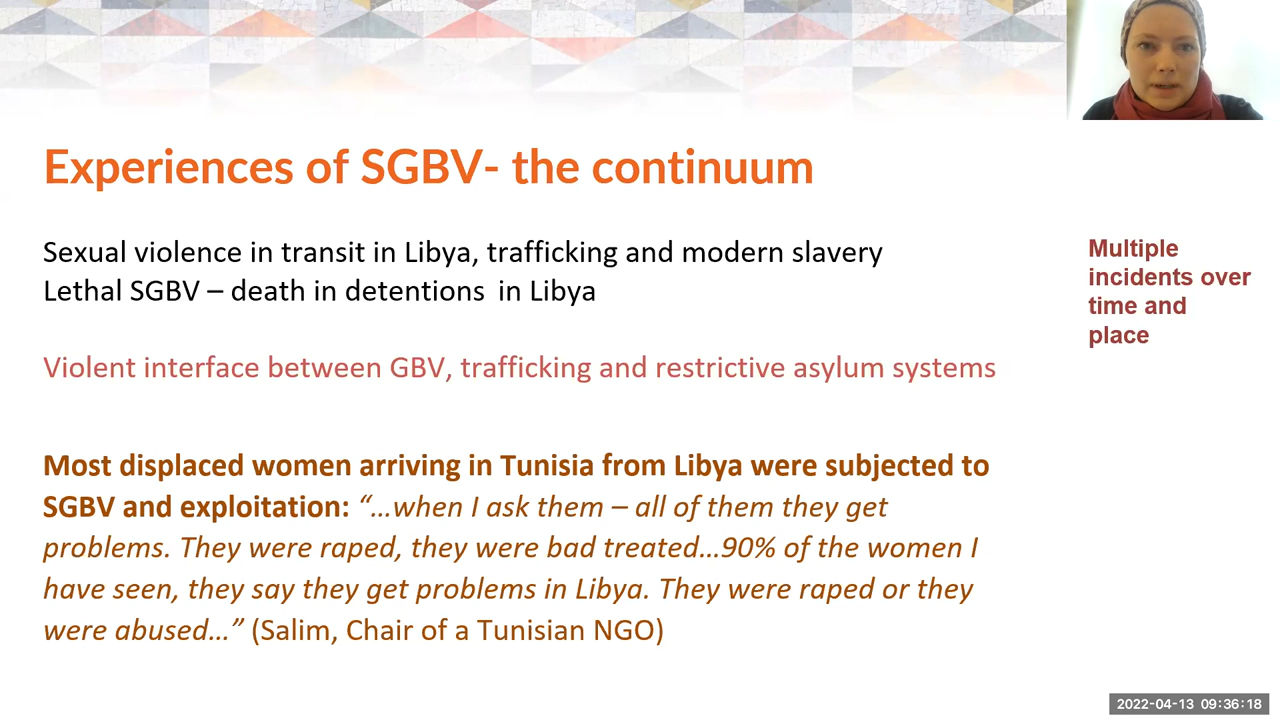 Experiences of SGBV- the continuum
Sexual violence in transit in Libya, trafficking and modern slavery
Lethal SGBV – death in detentions  in Libya
Multiple
incidents over
time and
place
Violent interface between GBV, trafficking and restrictive asylum systems
Most displaced women arriving in Tunisia from Libya were subjected to
SGBV and exploitation: “…when I ask them – all of them they get
problems. They were raped, they were bad treated…90% of the women I
have seen, they say they get problems in Libya. They were raped or they
were abused…” (Salim, Chair of a Tunisian NGO)
2022-04-13 09:36:18